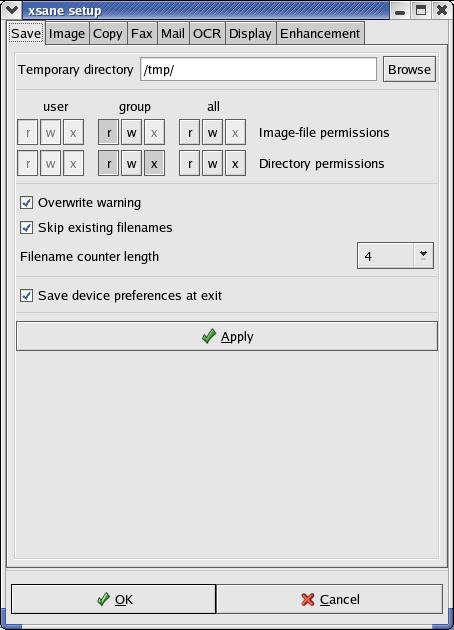 xsane setup
Save Image Copy Fax Mail OCR Display Enhancement
Temporary directory /tmp/ Browse
user group all
r w x r w x r w x Image-file permissions
r w x r w x r w x Directory permissions
Overwrite warning
Skip existing filenames
Filename counter length 4
Save device preferences at exit
Apply
OK Cancel